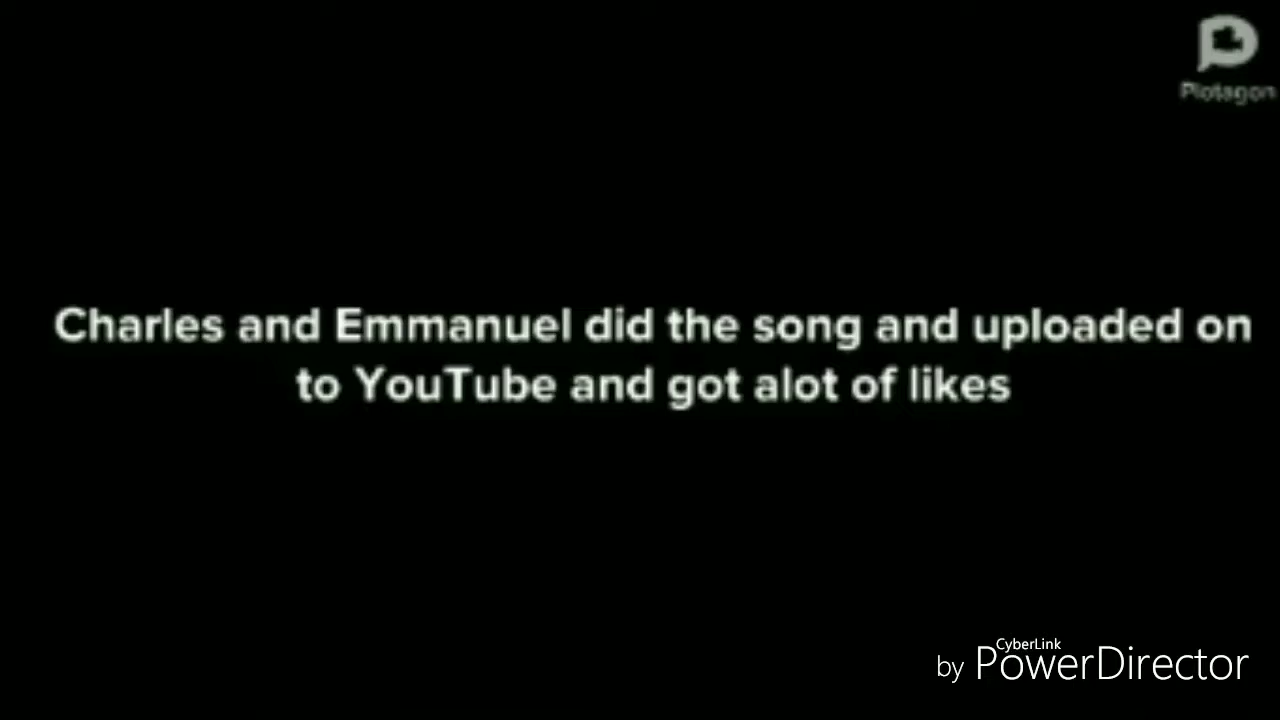 Plotagon
Charles and Emmanuel did the song and uploaded on
to YouTube and got alot of likes
CyberLink
by PowerDirector